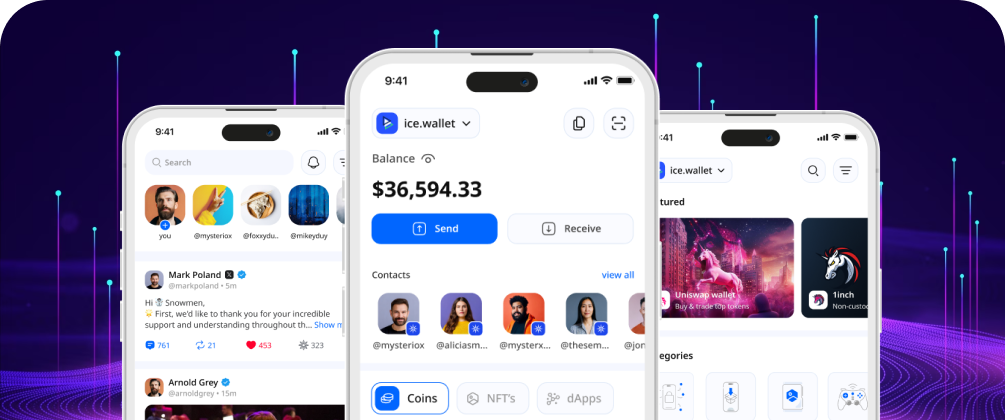 9:41
Search
you
@mysteriox
@foxxydu..
@mikeyduy
Mark Poland
@markpoland • 5m
Hi ⛄ Snowmen,
First, we'd like to thank you for your incredible
support and understanding throughout th... Show m
761
21
453
323
Arnold Grey
@arnoldgrey • 15m
9:41
ice.wallet
Balance
$36,594.33
Send
Receive
Contacts
view all
@mysteriox
@aliciasm...
@mysterx...
@thesem...
@jon
Coins
NFT's
dApps
:41
ice.wallet
tured
Uniswap wallet
Buy & trade top tokens
1inch
Non-custo
egories